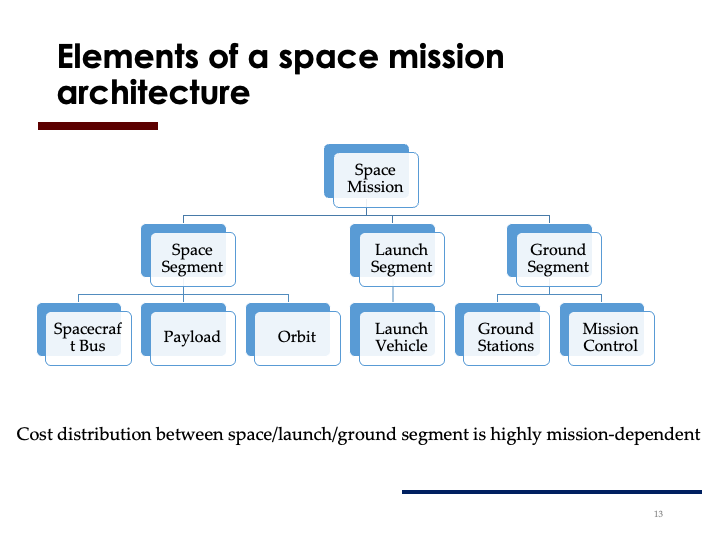 Elements of a space mission
architecture
Space
Mission
Space
Segment
Launch
Segment
Ground
Segment
Spacecraf
t Bus
Payload
Orbit
Launch
Vehicle
Ground
Stations
Mission
Control
Cost distribution between space/launch/ground segment is highly mission-dependent
13